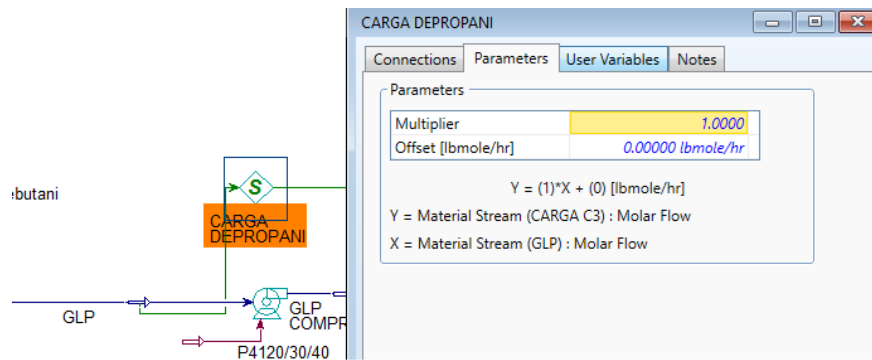 CARGA DEPROPANI
Connections Parameters User Variables Notes
Parameters
Multiplier 1.0000
Offset [lbmole/hr] 0.00000 lbmole/hr
Y = (1)*X + (0) [lbmole/hr]
Y = Material Stream (CARGA C3) : Molar Flow
X = Material Stream (GLP) : Molar Flow
S
CARGA
DEPROPANI
GLP
GLP
COMPR
P4120/30/40